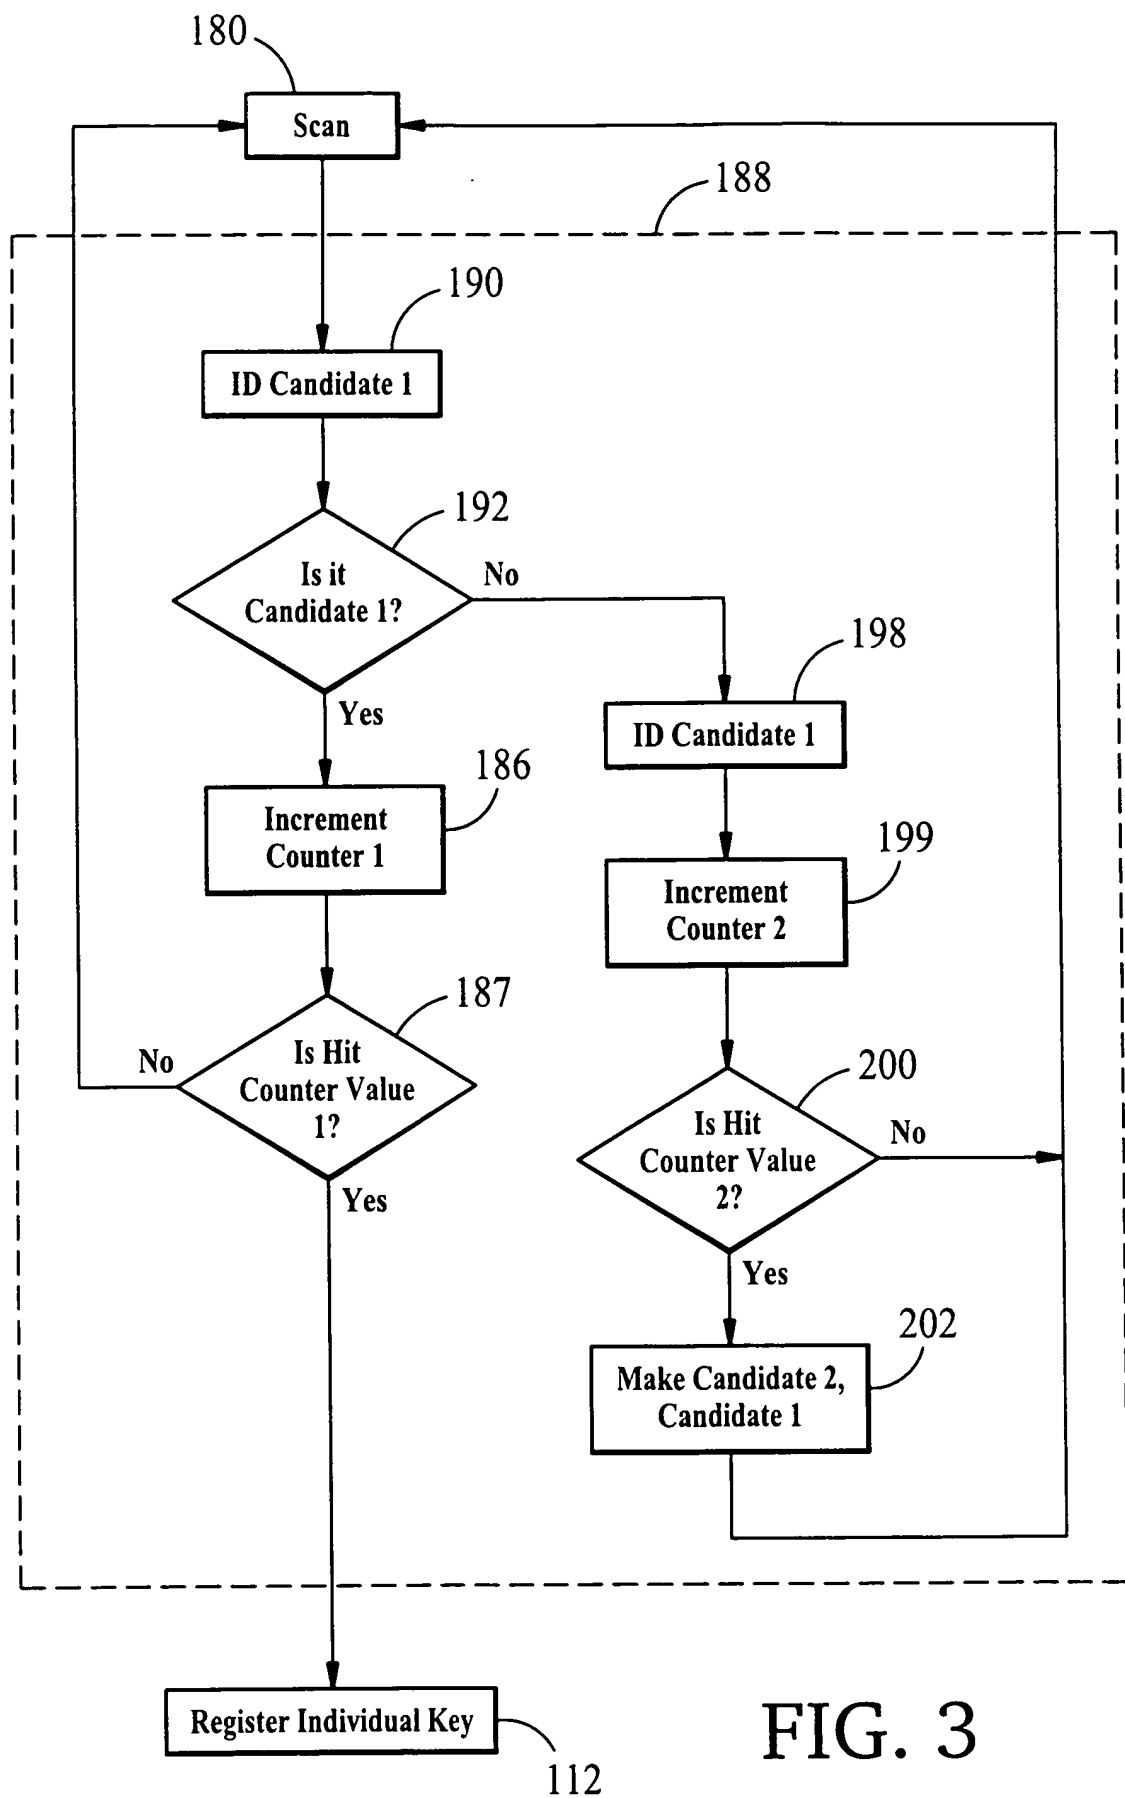 180
Scan
188
190
ID Candidate 1
192
Is it
Candidate 1?
No
Yes
198
ID Candidate 1
186
Increment
Counter 1
199
Increment
Counter 2
187
Is Hit
Counter Value
1?
No
Yes
200
Is Hit
Counter Value
2?
No
Yes
202
Make Candidate 2,
Candidate 1
Register Individual Key
112
FIG. 3